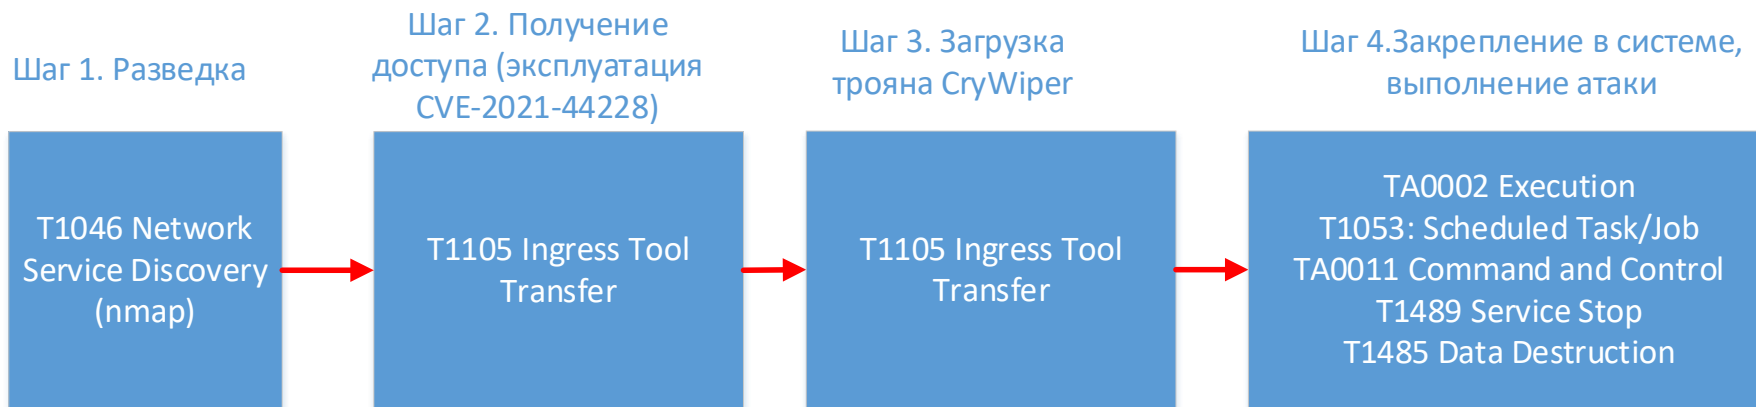 Шаг 1. Разведка
Шаг 2. Получение
доступа (эксплуатация
CVE-2021-44228)
Шаг 3. Загрузка
трояна CryWiper
Шаг 4.Закрепление в системе,
выполнение атаки
T1046 Network
Service Discovery
(nmap)
T1105 Ingress Tool
Transfer
T1105 Ingress Tool
Transfer
TA0002 Execution
T1053: Scheduled Task/Job
TA0011 Command and Control
T1489 Service Stop
T1485 Data Destruction